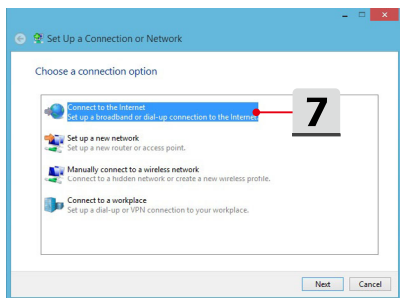 Set Up a Connection or Network
Choose a connection option
Connect to the Internet
Set up a broadband or dial-up connection to the Internet.
7
Set up a new network
Set up a new router or access point.
Manually connect to a wireless network
Connect to a hidden network or create a new wireless profile.
Connect to a workplace
Set up a dial-up or VPN connection to your workplace.
Next
Cancel